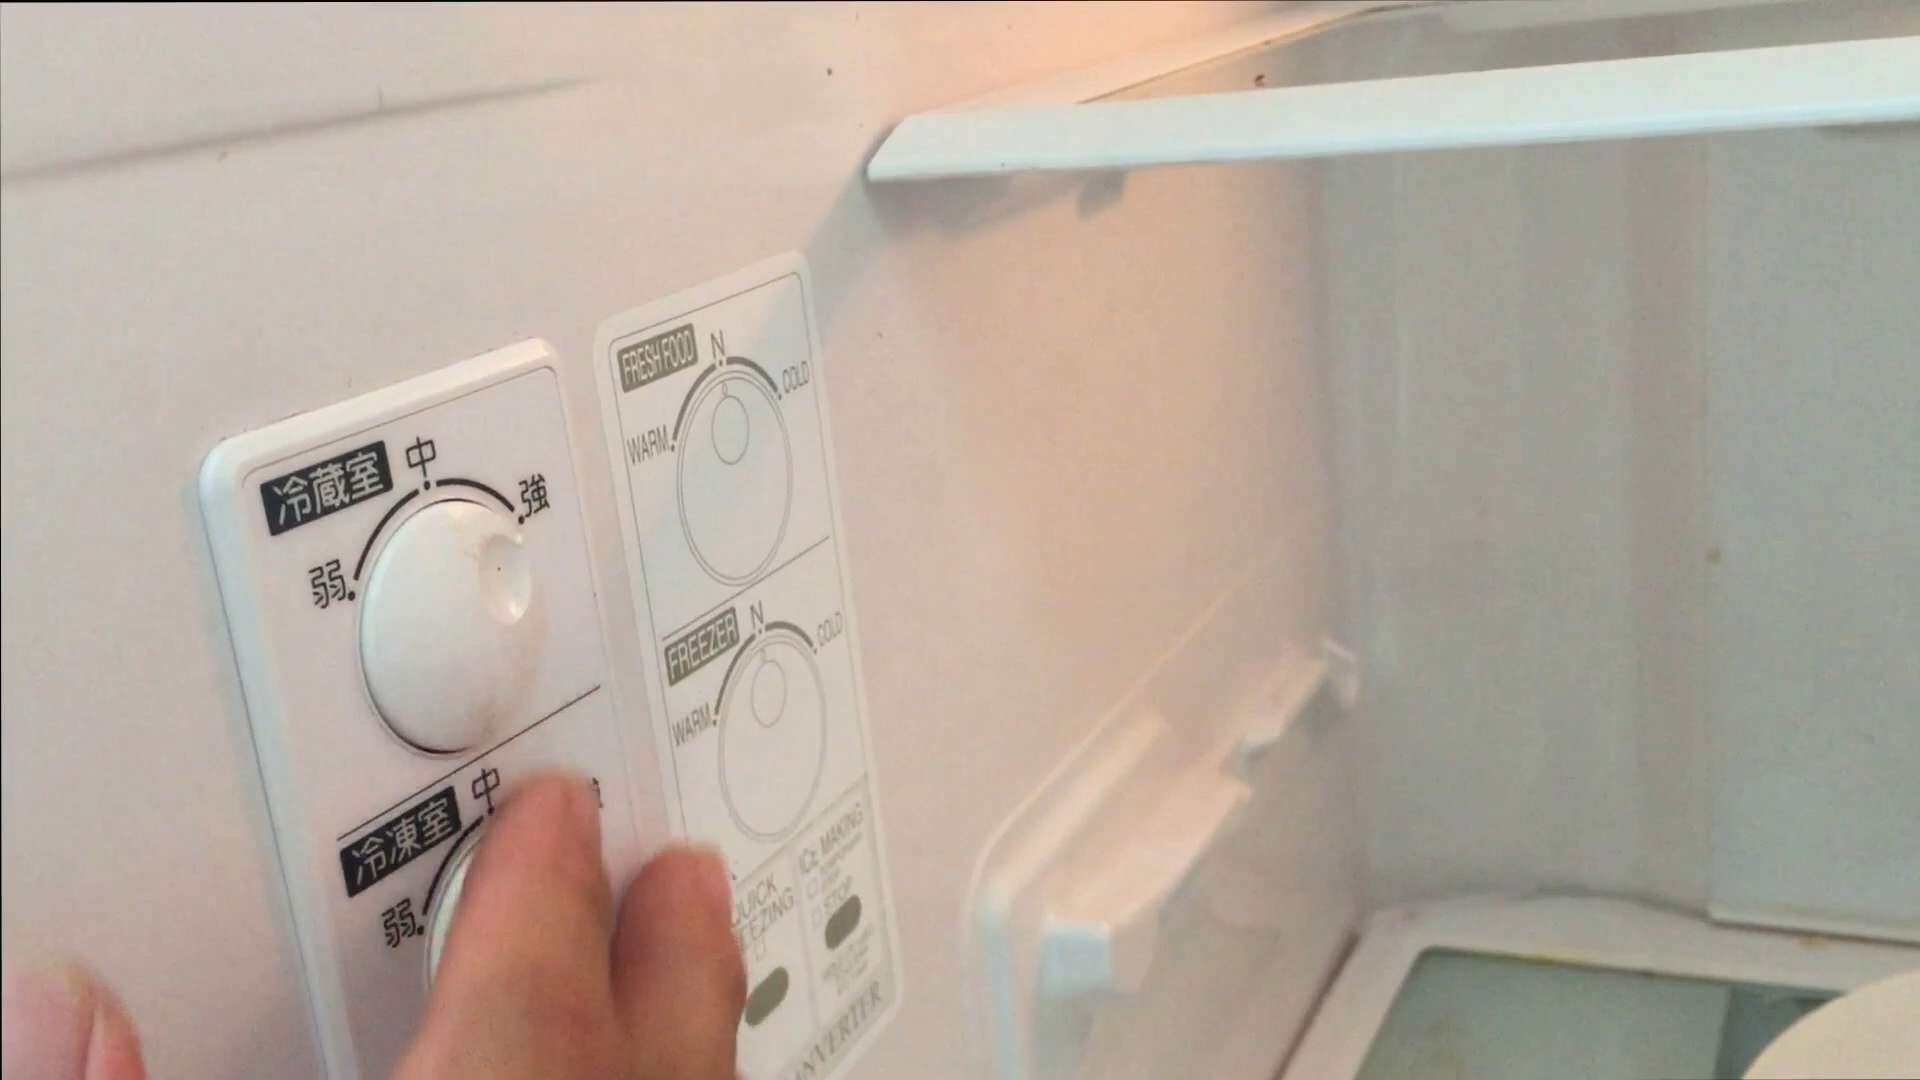 冷蔵室
中
強
弱
冷凍室
中
弱
FRESH FOOD
N
WARM
COLD
FREEZER
N
WARM
COLD
ICE MAKING
STOP